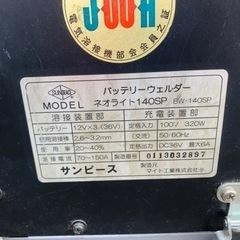 電気溶接機部会会員之証
SUNPIECE
バッテリーウェルダー
MODEL ネオライト140SP BW-140SP
溶接装置部 充電装置部
バッテリー 12V×3(36V) 定格入力 100V 320W
使用溶接棒 2.6~3.2mm 周波数 50/60Hz
使用率 20~40% 定格出力 DC36V 最大6A
溶接電流 70~150A 製造番号 0113032897
サンピース 製造元 マイト工業株式会社